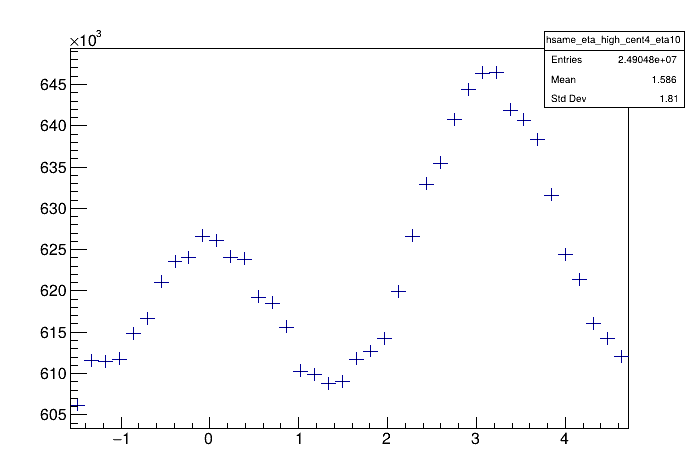 ×10³
hsame_eta_high_cent4_eta10
Entries 2.49048e+07
Mean 1.586
Std Dev 1.81
645
640
635
630
625
620
615
610
605
−1 0 1 2 3 4